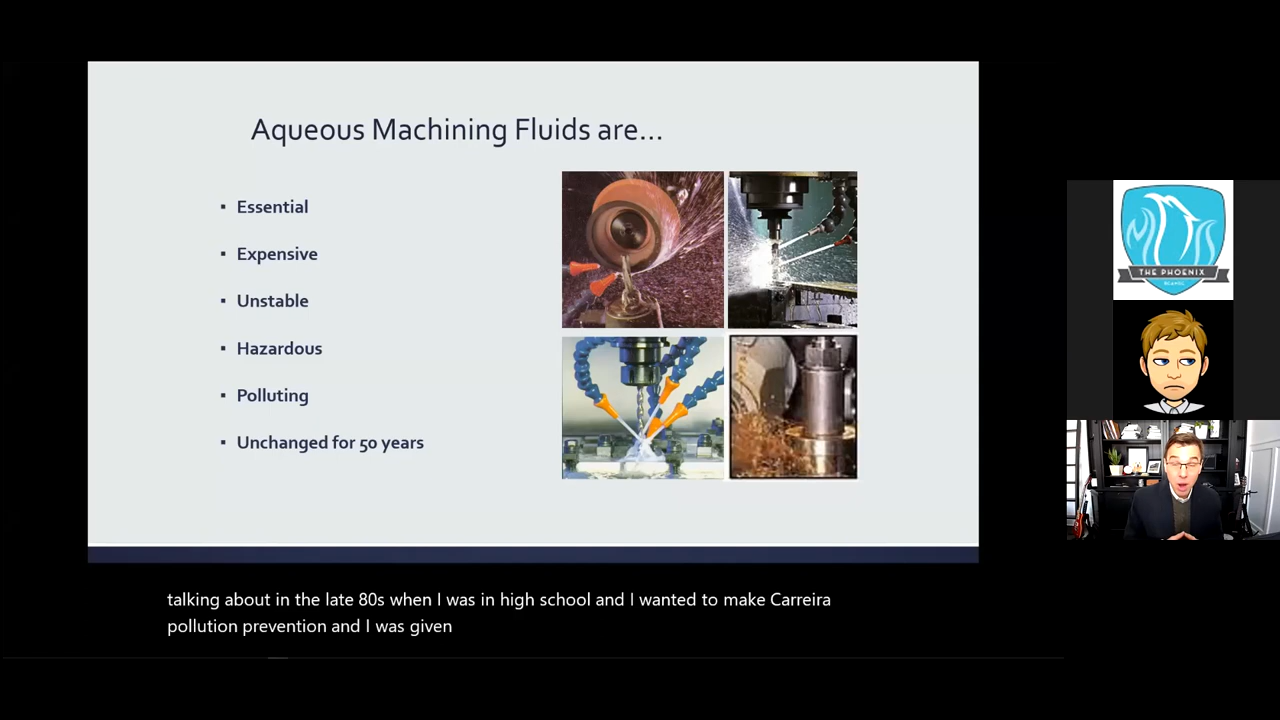 Aqueous Machining Fluids are...
▪ Essential
▪ Expensive
▪ Unstable
▪ Hazardous
▪ Polluting
▪ Unchanged for 50 years
THE PHOENIX
talking about in the late 80s when I was in high school and I wanted to make Carreira
pollution prevention and I was given